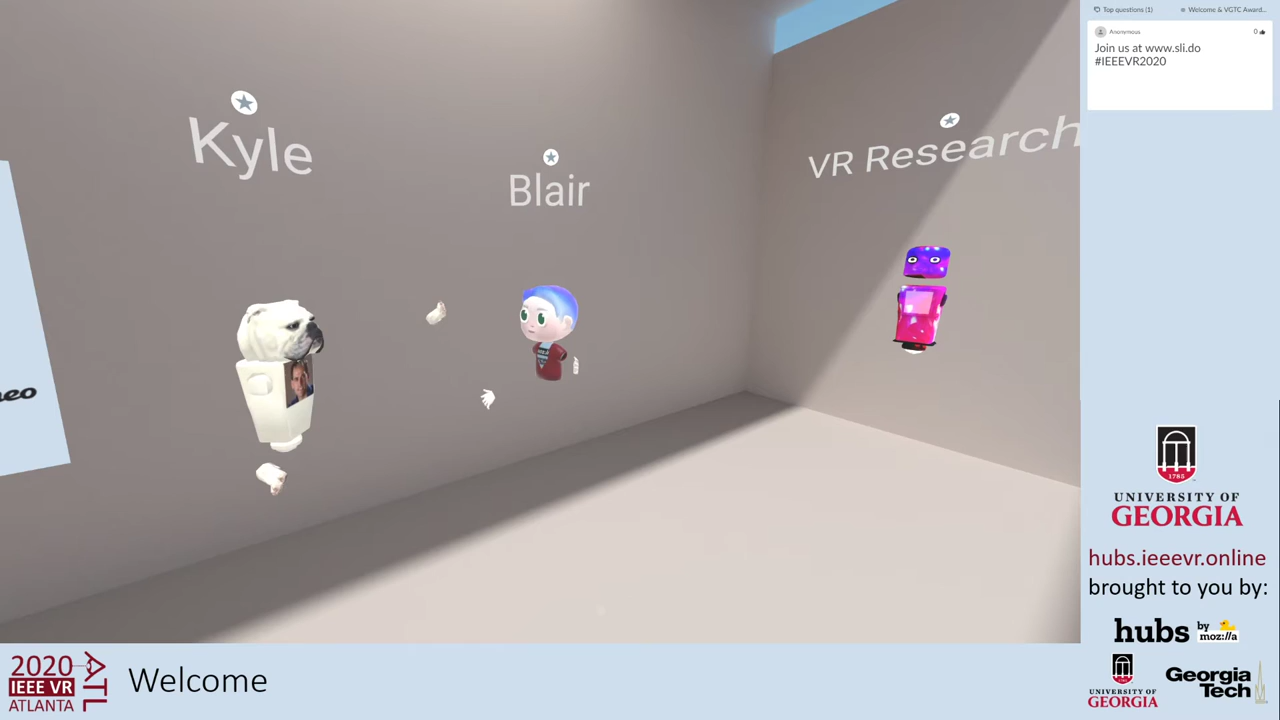 Kyle
Blair
VR Research
eo
Top questions (1)
Welcome & VGTC Award...
Anonymous
0
Join us at www.sli.do
#IEEEVR2020
1785
UNIVERSITY OF
GEORGIA
hubs.ieeevr.online
brought to you by:
hubs by moz://a
UNIVERSITY OF
GEORGIA
Georgia
Tech
2020
IEEE VR
ATLANTA
ATL
Welcome